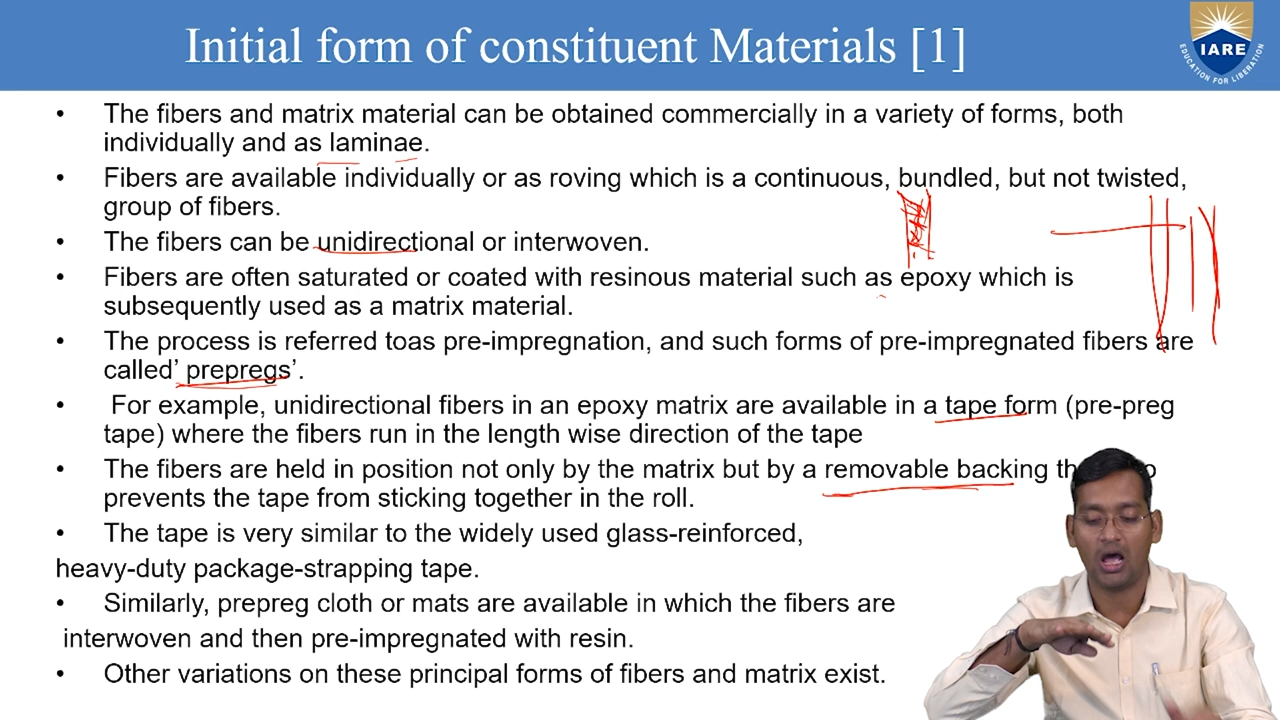 Initial form of constituent Materials [1]
IARE
EDUCATION FOR LIBERATION
• The fibers and matrix material can be obtained commercially in a variety of forms, both
individually and as laminae.
• Fibers are available individually or as roving which is a continuous, bundled, but not twisted,
group of fibers.
• The fibers can be unidirectional or interwoven.
• Fibers are often saturated or coated with resinous material such as epoxy which is
subsequently used as a matrix material.
• The process is referred toas pre-impregnation, and such forms of pre-impregnated fibers are
called’ prepregs’.
• For example, unidirectional fibers in an epoxy matrix are available in a tape form (pre-preg
tape) where the fibers run in the length wise direction of the tape
• The fibers are held in position not only by the matrix but by a removable backing
prevents the tape from sticking together in the roll.
• The tape is very similar to the widely used glass-reinforced,
heavy-duty package-strapping tape.
• Similarly, prepreg cloth or mats are available in which the fibers are
interwoven and then pre-impregnated with resin.
• Other variations on these principal forms of fibers and matrix exist.